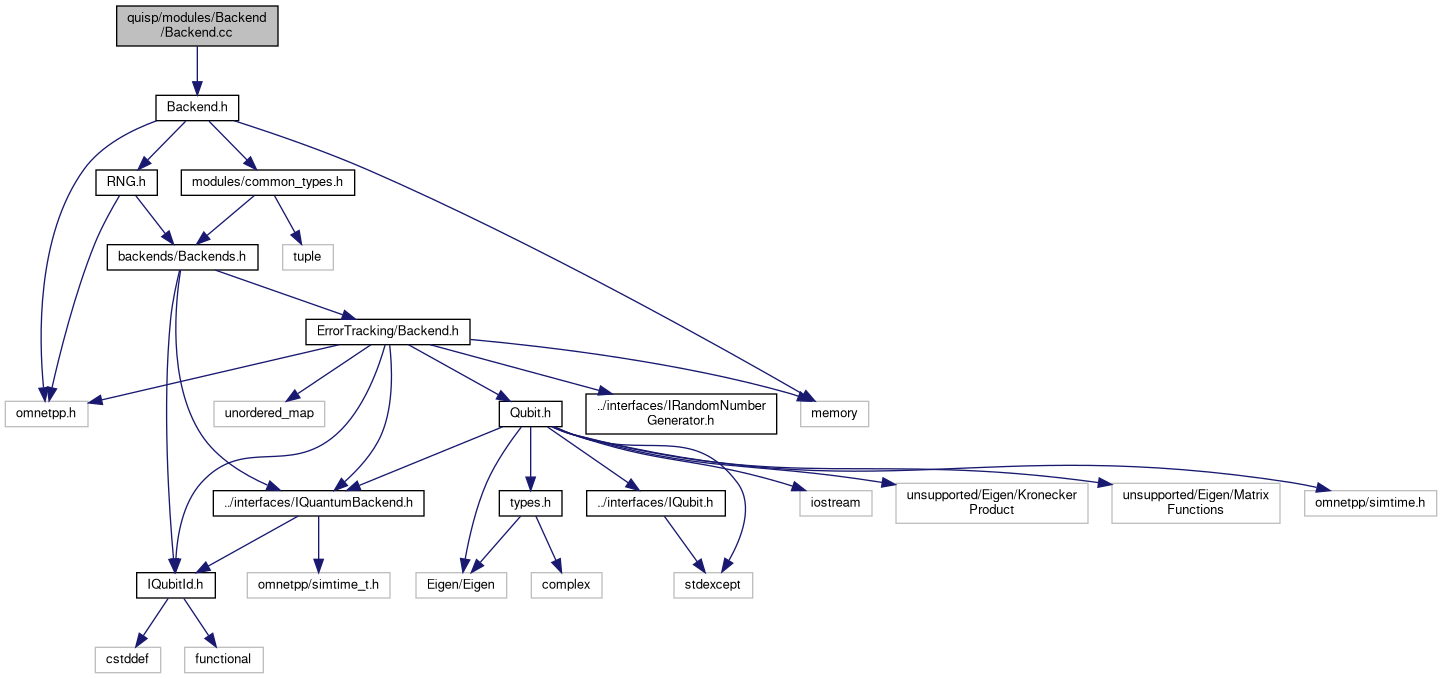 quisp/modules/Backend
/Backend.cc
Backend.h
RNG.h
modules/common_types.h
backends/Backends.h
tuple
ErrorTracking/Backend.h
omnetpp.h
unordered_map
Qubit.h
../interfaces/IRandomNumber
Generator.h
memory
../interfaces/IQuantumBackend.h
types.h
../interfaces/IQubit.h
iostream
unsupported/Eigen/Kronecker
Product
unsupported/Eigen/Matrix
Functions
omnetpp/simtime.h
IQubitId.h
omnetpp/simtime_t.h
Eigen/Eigen
complex
stdexcept
cstddef
functional